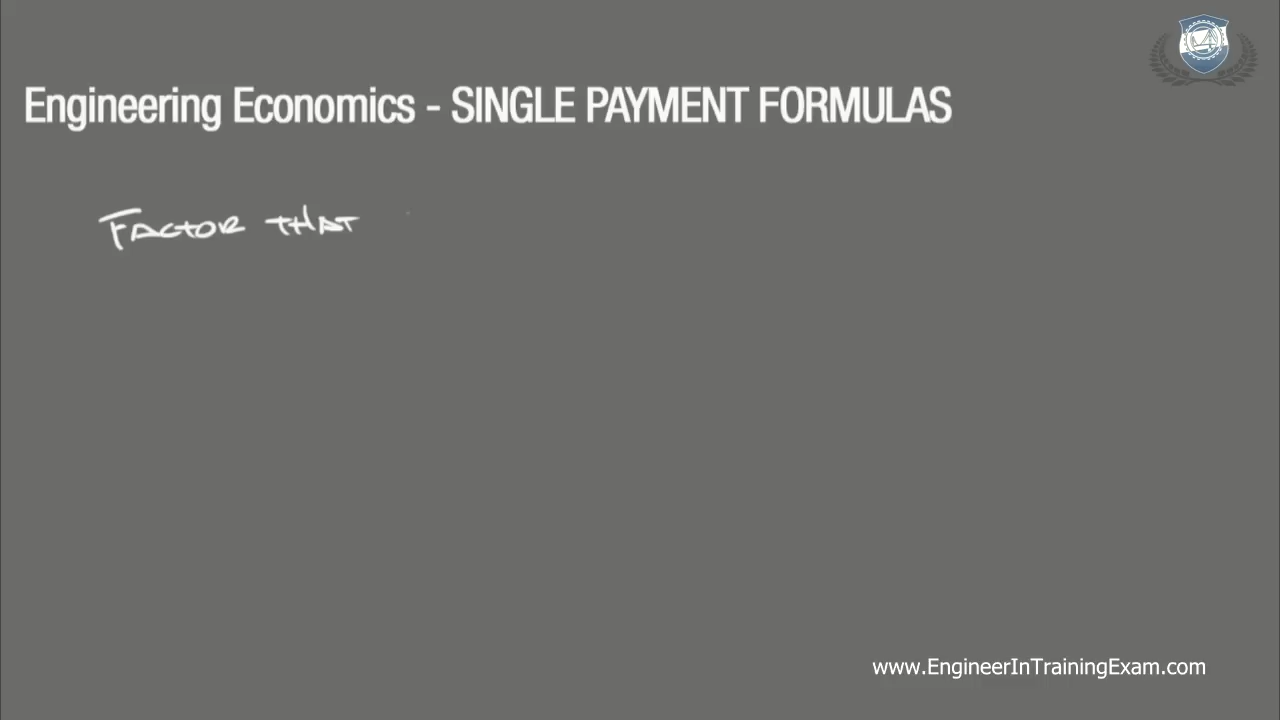 Engineering Economics - SINGLE PAYMENT FORMULAS
FACTOR THAT
www.EngineerInTrainingExam.com